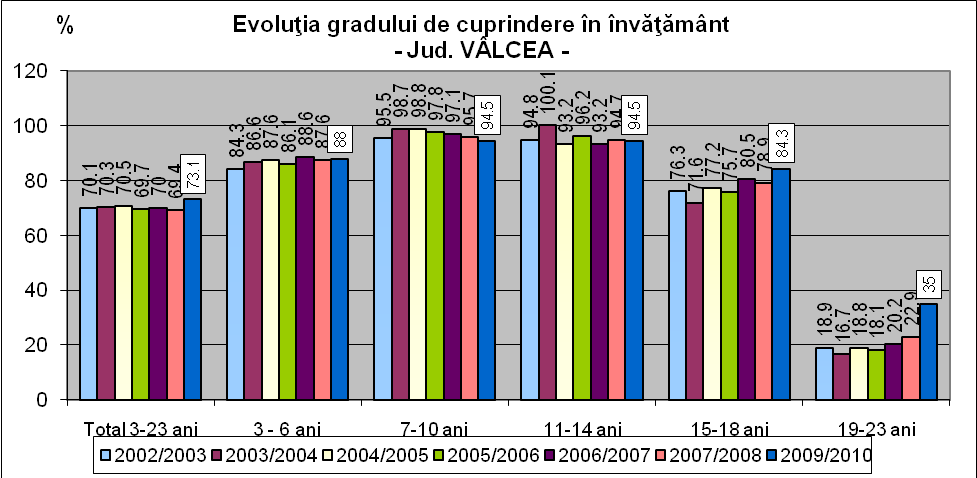 %
Evoluţia gradului de cuprindere în învăţământ
- Jud. VÂLCEA -
120
100
80
60
40
20
0
70.1 70.3 70.5 69.7 70 69.4 73.1
84.3 86.6 87.6 86.1 88.6 87.6 88
95.5 98.7 98.8 97.8 97.1 95.7 94.5
94.8 100.1 93.2 96.2 93.2 94.7 94.5
76.3 71.6 77.2 75.7 80.5 78.9 84.3
18.9 16.7 18.8 18.1 20.2 22.9 35
Total 3-23 ani 3 - 6 ani 7-10 ani 11-14 ani 15-18 ani 19-23 ani
2002/2003 2003/2004 2004/2005 2005/2006 2006/2007 2007/2008 2009/2010